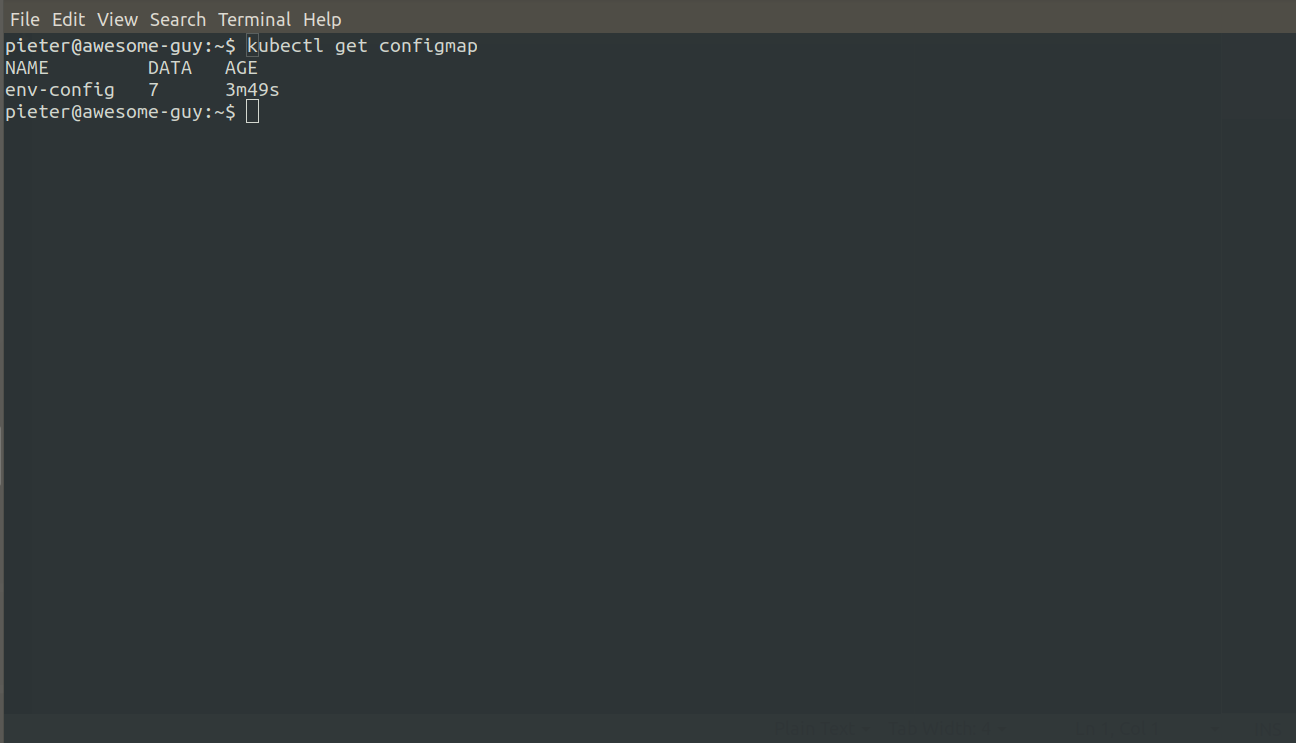 File Edit View Search Terminal Help
pieter@awesome-guy:~$ kubectl get configmap
NAME DATA AGE
env-config 7 3m49s
pieter@awesome-guy:~$